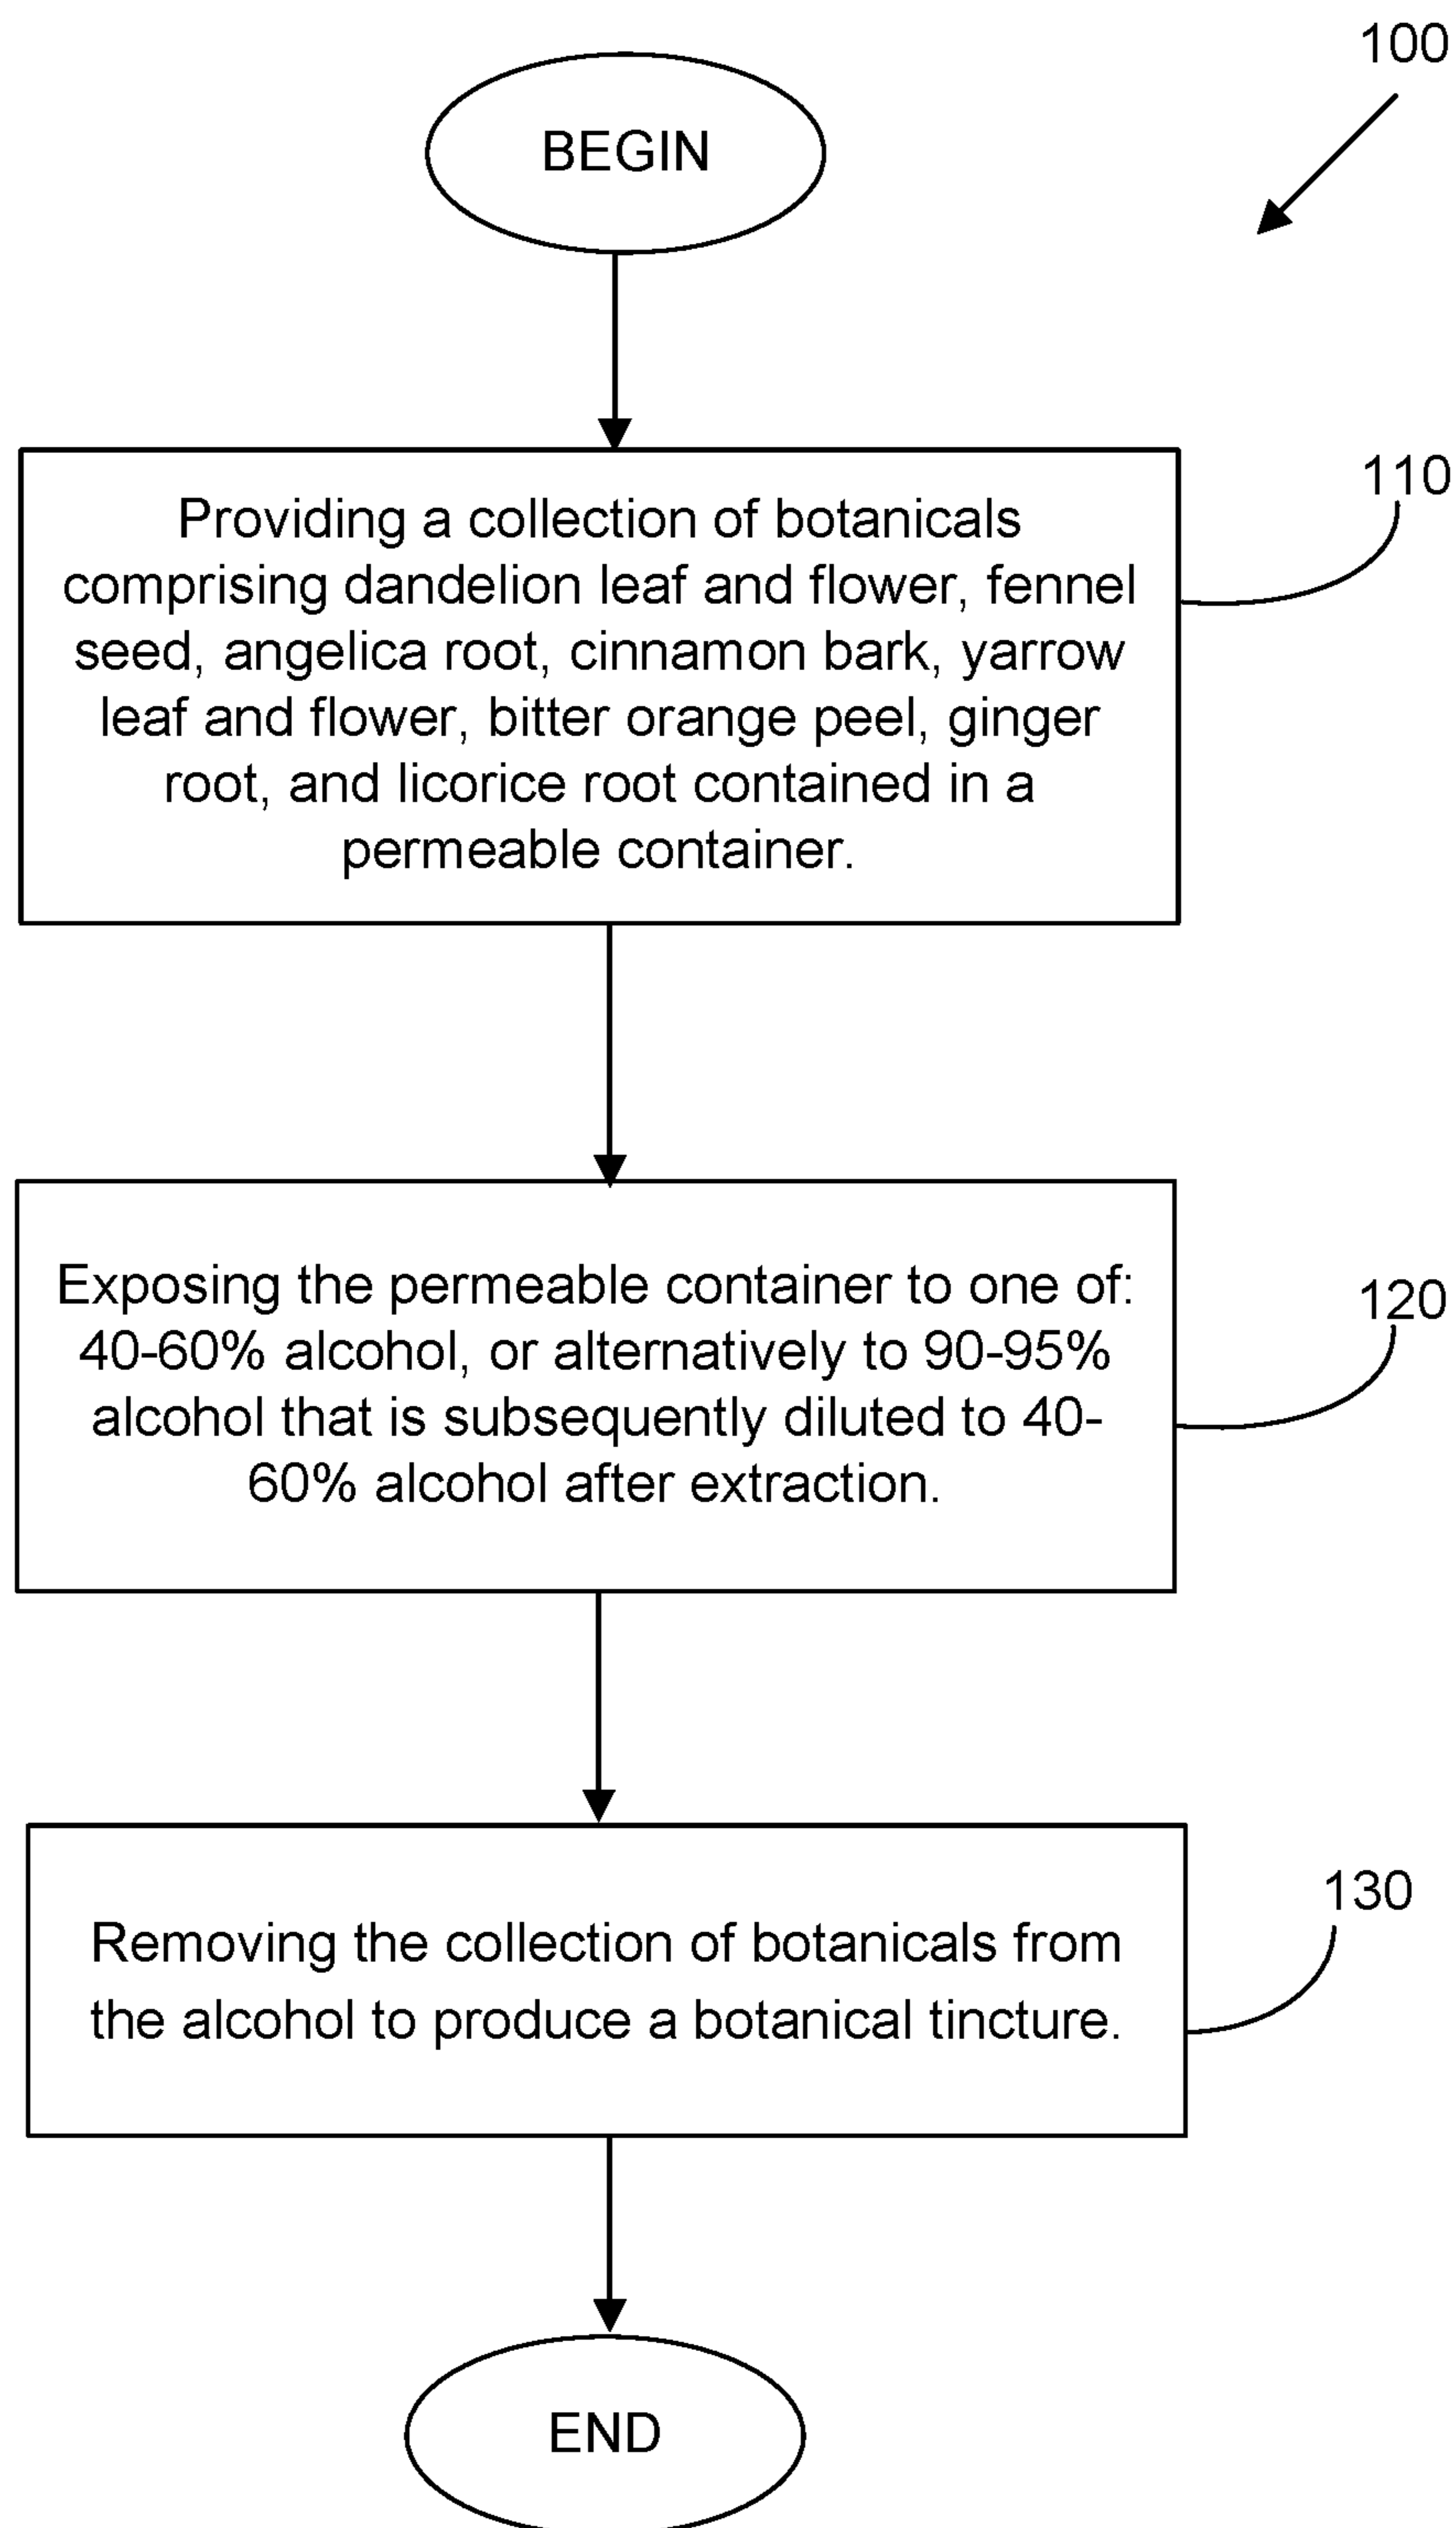 100
BEGIN
110
Providing a collection of botanicals
comprising dandelion leaf and flower, fennel
seed, angelica root, cinnamon bark, yarrow
leaf and flower, bitter orange peel, ginger
root, and licorice root contained in a
permeable container.
120
Exposing the permeable container to one of:
40-60% alcohol, or alternatively to 90-95%
alcohol that is subsequently diluted to 40-
60% alcohol after extraction.
130
Removing the collection of botanicals from
the alcohol to produce a botanical tincture.
END